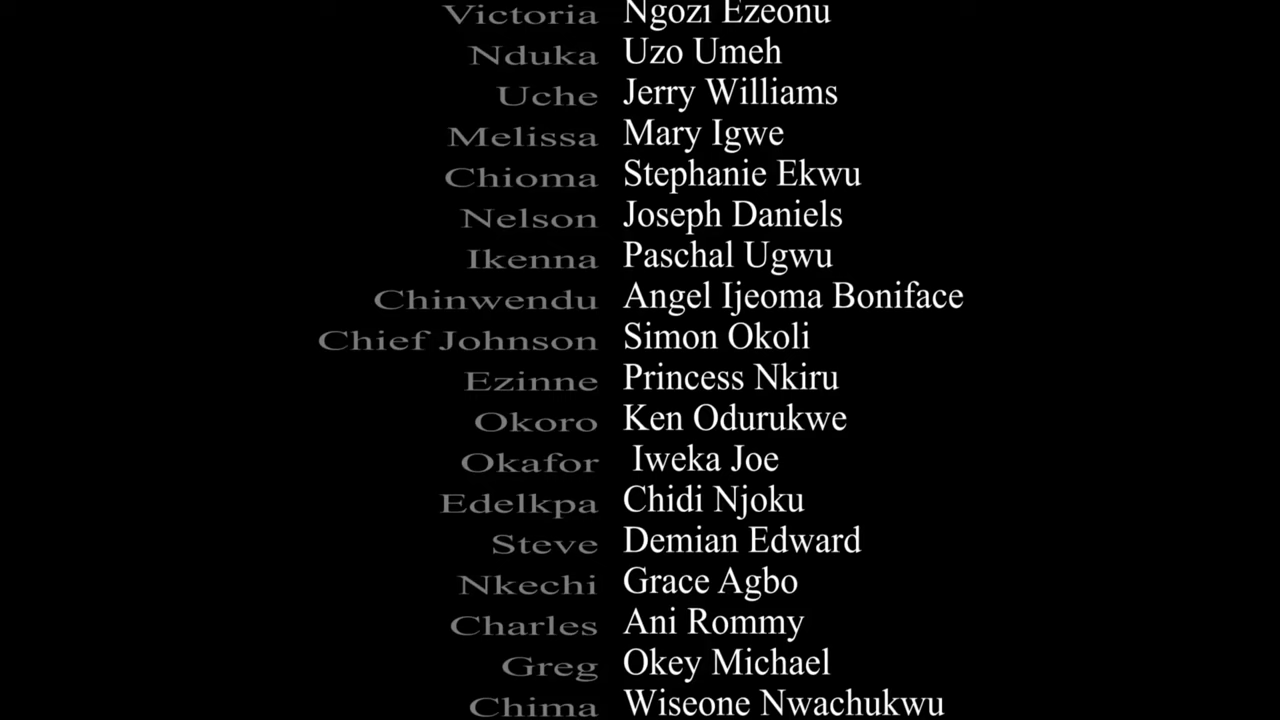 Victoria Ngozi Ezeonu
Nduka Uzo Umeh
Uche Jerry Williams
Melissa Mary Igwe
Chioma Stephanie Ekwu
Nelson Joseph Daniels
Ikenna Paschal Ugwu
Chinwendu Angel Ijeoma Boniface
Chief Johnson Simon Okoli
Ezinne Princess Nkiru
Okoro Ken Odurukwe
Okafor Iweka Joe
Edelkpa Chidi Njoku
Steve Demian Edward
Nkechi Grace Agbo
Charles Ani Rommy
Greg Okey Michael
Chima Wiseone Nwachukwu